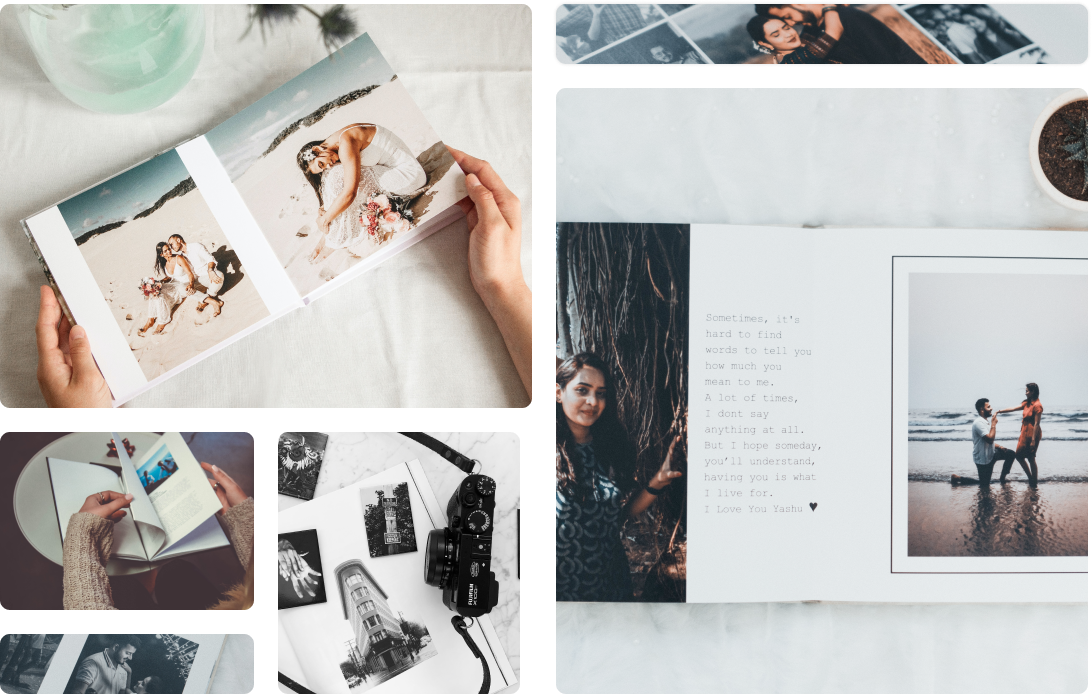 Sometimes, it's
hard to find
words to tell you
how much you
mean to me.
A lot of times,
I dont say
anything at all.
But I hope someday,
you'll understand,
having you is what
I live for.
I Love You Yashu ♥
FUJIFILM